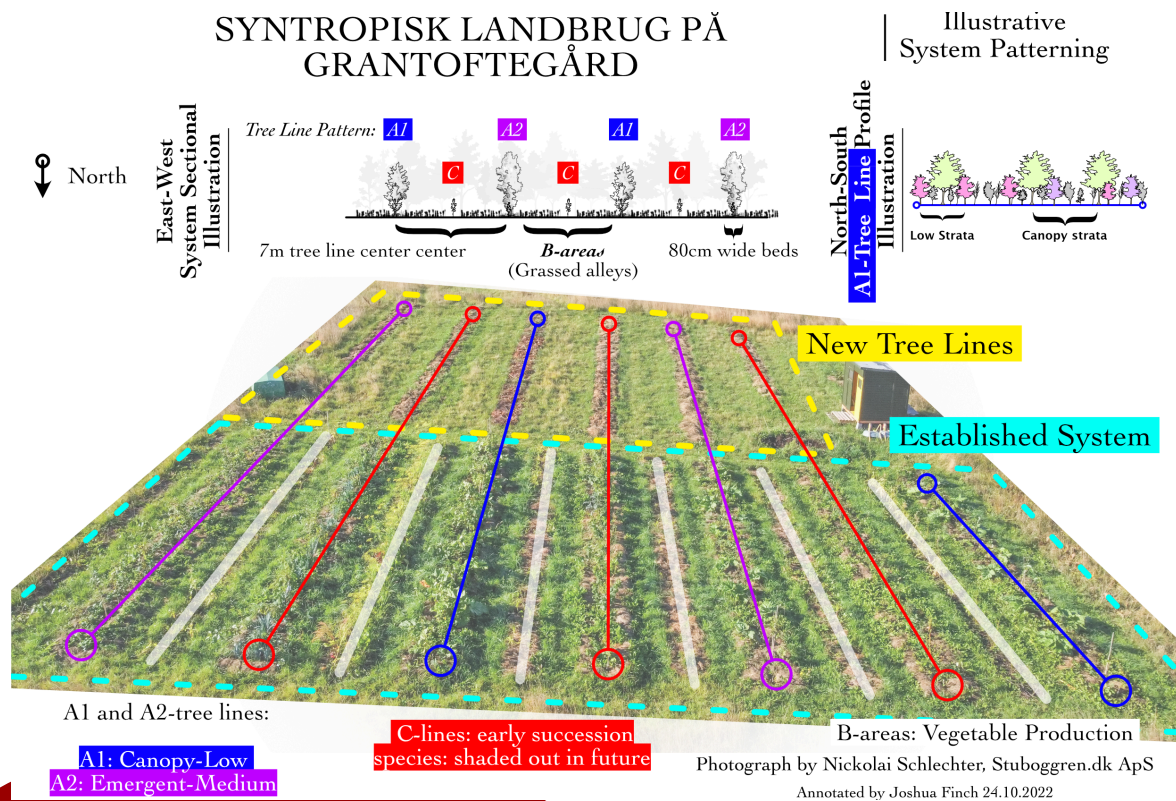 SYNTROPISK LANDBRUG PÅ
GRANTOFTEGÅRD
Illustrative
System Patterning
North
East-West
System Sectional
Illustration
Tree Line Pattern:
A1
A2
A1
A2
C
C
C
7m tree line center center
B-areas
(Grassed alleys)
80cm wide beds
North-South
A1-Tree Line Profile
Illustration
Low Strata
Canopy strata
New Tree Lines
Established System
A1 and A2-tree lines:
A1: Canopy-Low
A2: Emergent-Medium
C-lines: early succession
species: shaded out in future
B-areas: Vegetable Production
Photograph by Nickolai Schlechter, Stuboggren.dk ApS
Annotated by Joshua Finch 24.10.2022